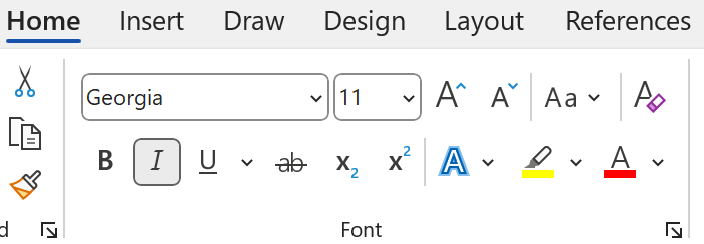 Home Insert Draw Design Layout References
Georgia 11 A A Aa A
B I U ab x2 x2 A A
d Font